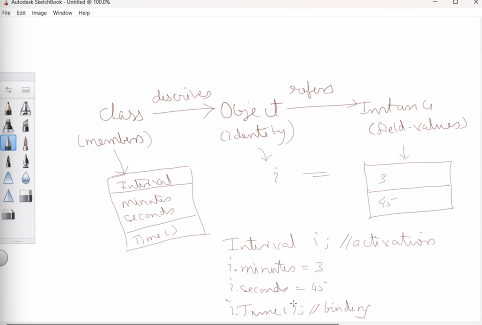 Autodesk SketchBook - Untitled @ 100.0%
File Edit Image Window Help
describes refers
Class Object Instance
(members) (identity) (field-values)
Interval
minutes
seconds
Time()
i =
3
45
Interval i; //activation
i.minutes = 3
i.seconds = 45
i.Time(); //binding